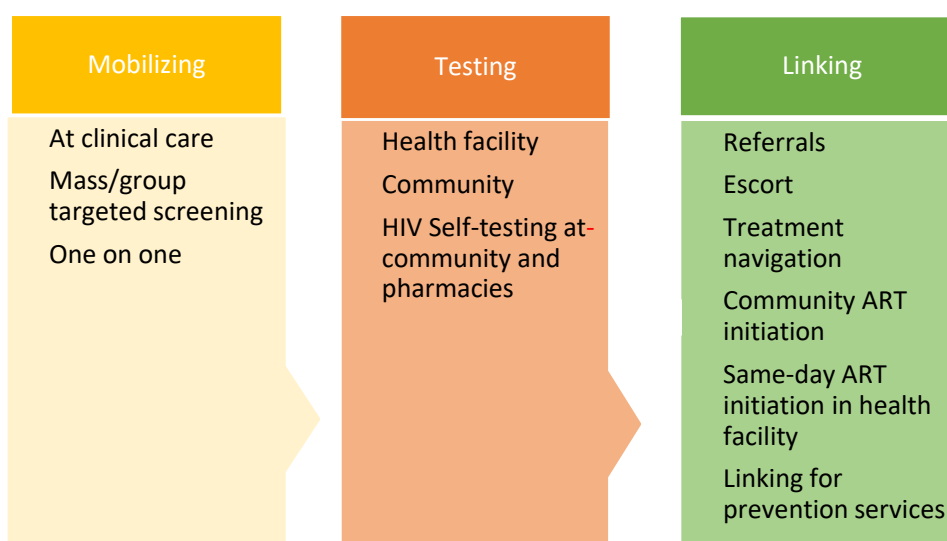 Mobilizing
At clinical care
Mass/group
targeted screening
One on one
Testing
Health facility
Community
HIV Self-testing at-
community and
pharmacies
Linking
Referrals
Escort
Treatment
navigation
Community ART
initiation
Same-day ART
initiation in health
facility
Linking for
prevention services